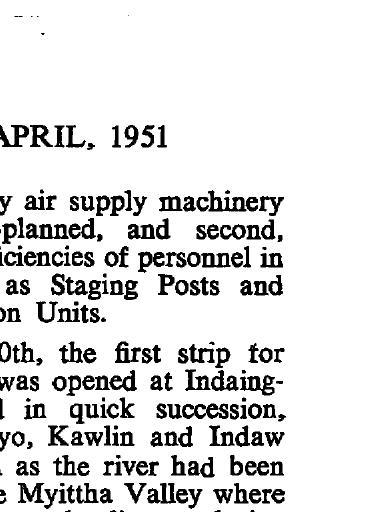 APRIL, 1951
y air supply machinery
-planned, and second,
iciencies of personnel in
as Staging Posts and
on Units.
0th, the first strip for
was opened at Indaing-
l in quick succession,
yo, Kawlin and Indaw
as the river had been
e Myittha Valley where